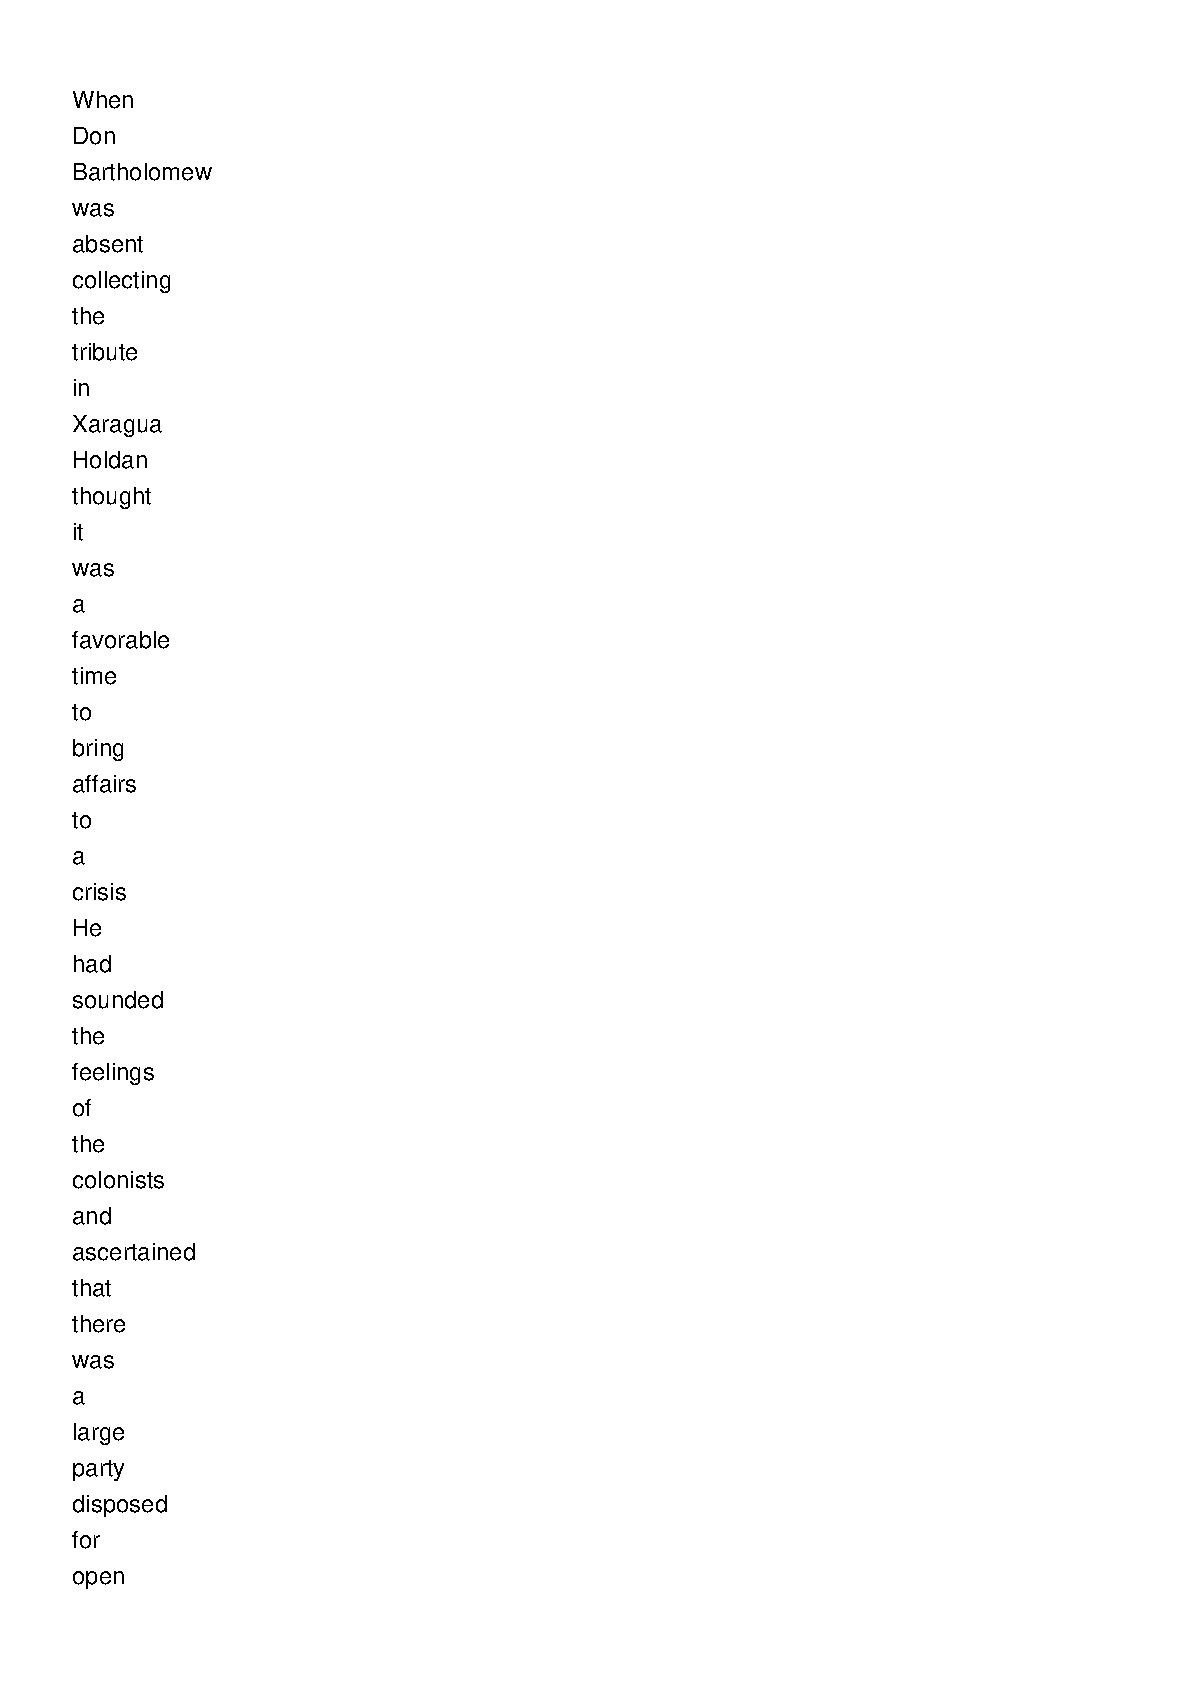 When
Don
Bartholomew
was
absent
collecting
the
tribute
in
Xaragua
Holdan
thought
it
was
a
favorable
time
to
bring
affairs
to
a
crisis
He
had
sounded
the
feelings
of
the
colonists
and
ascertained
that
there
was
a
large
party
disposed
for
open